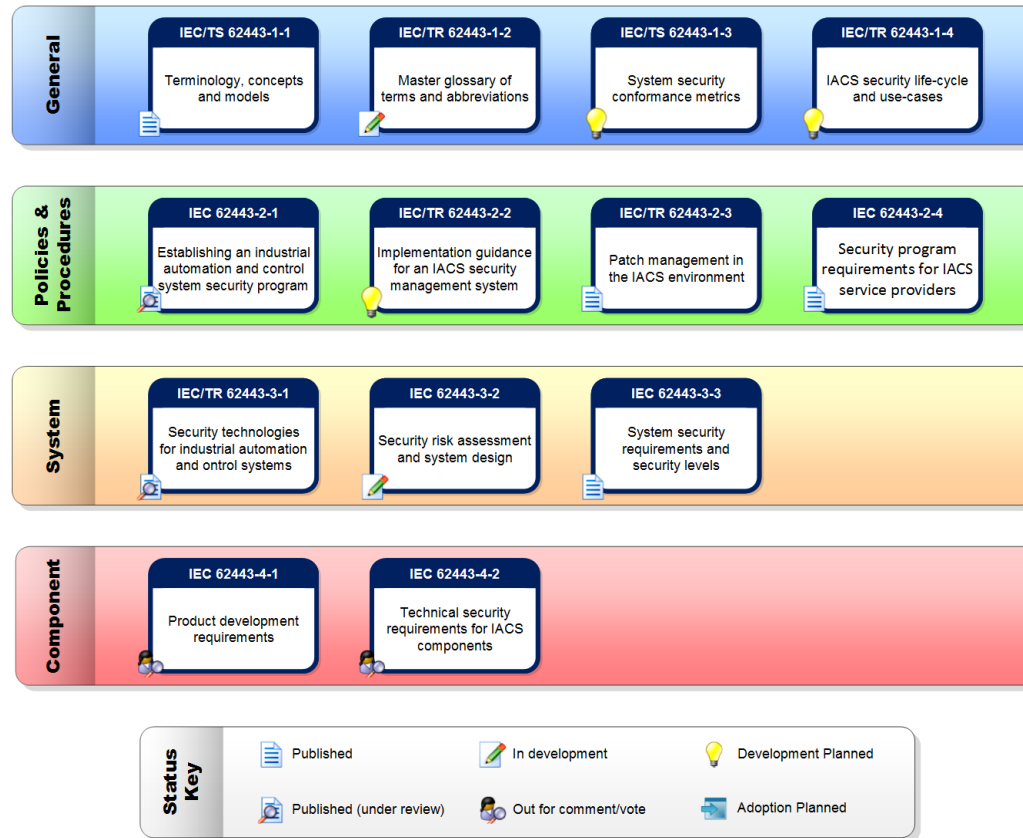 General
IEC/TS 62443-1-1
Terminology, concepts
and models
IEC/TR 62443-1-2
Master glossary of
terms and abbreviations
IEC/TS 62443-1-3
System security
conformance metrics
IEC/TR 62443-1-4
IACS security life-cycle
and use-cases
Policies &
Procedures
IEC 62443-2-1
Establishing an industrial
automation and control
system security program
IEC/TR 62443-2-2
Implementation guidance
for an IACS security
management system
IEC/TR 62443-2-3
Patch management in
the IACS environment
IEC 62443-2-4
Security program
requirements for IACS
service providers
System
IEC/TR 62443-3-1
Security technologies
for industrial automation
and ontrol systems
IEC 62443-3-2
Security risk assessment
and system design
IEC 62443-3-3
System security
requirements and
security levels
Component
IEC 62443-4-1
Product development
requirements
IEC 62443-4-2
Technical security
requirements for IACS
components
Status
Key
Published
In development
Development Planned
Published (under review)
Out for comment/vote
Adoption Planned